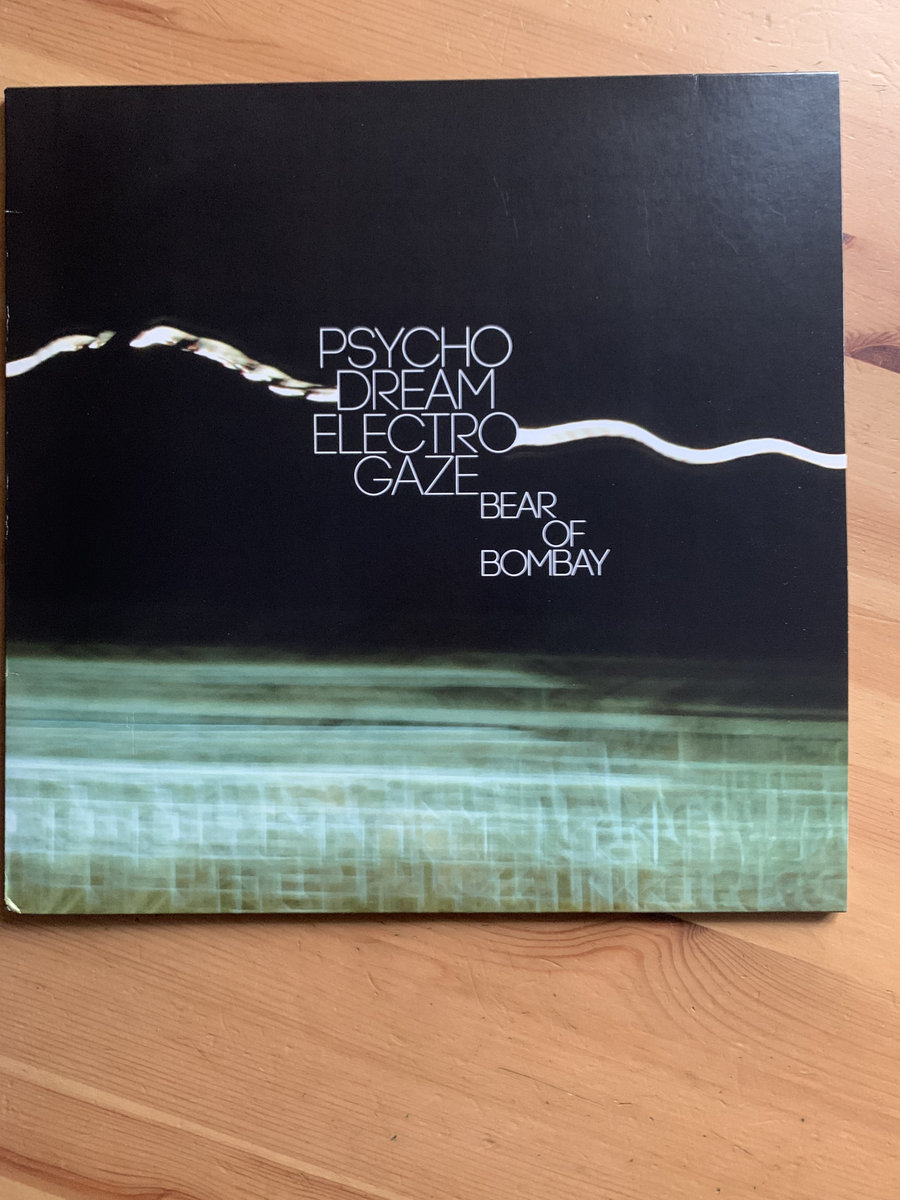 PSYCHO
DREAM
ELECTRO
GAZE
BEAR
OF
BOMBAY